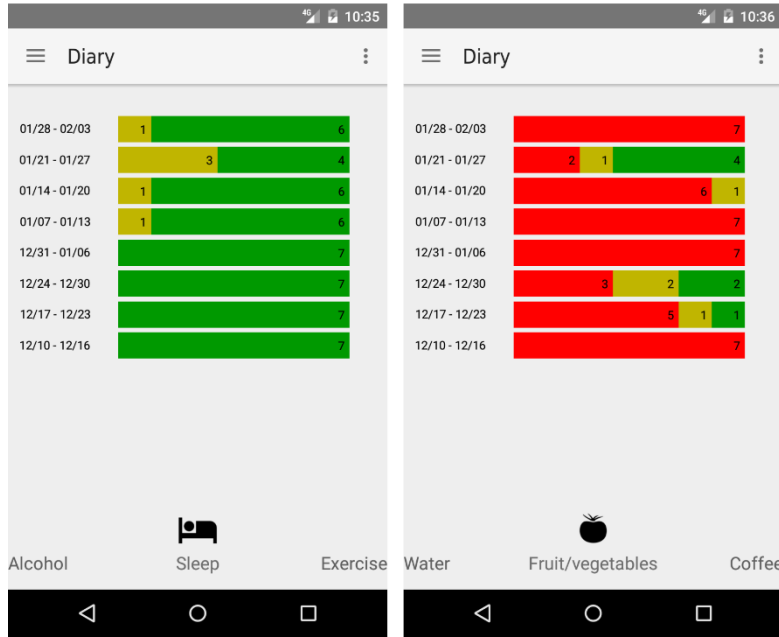 4G 10:35
Diary
01/28 - 02/03 1 6
01/21 - 01/27 3 4
01/14 - 01/20 1 6
01/07 - 01/13 1 6
12/31 - 01/06 7
12/24 - 12/30 7
12/17 - 12/23 7
12/10 - 12/16 7
Alcohol Sleep Exercise
4G 10:36
Diary
01/28 - 02/03 7
01/21 - 01/27 2 1 4
01/14 - 01/20 6 1
01/07 - 01/13 7
12/31 - 01/06 7
12/24 - 12/30 3 2 2
12/17 - 12/23 5 1 1
12/10 - 12/16 7
Water Fruit/vegetables Coffee